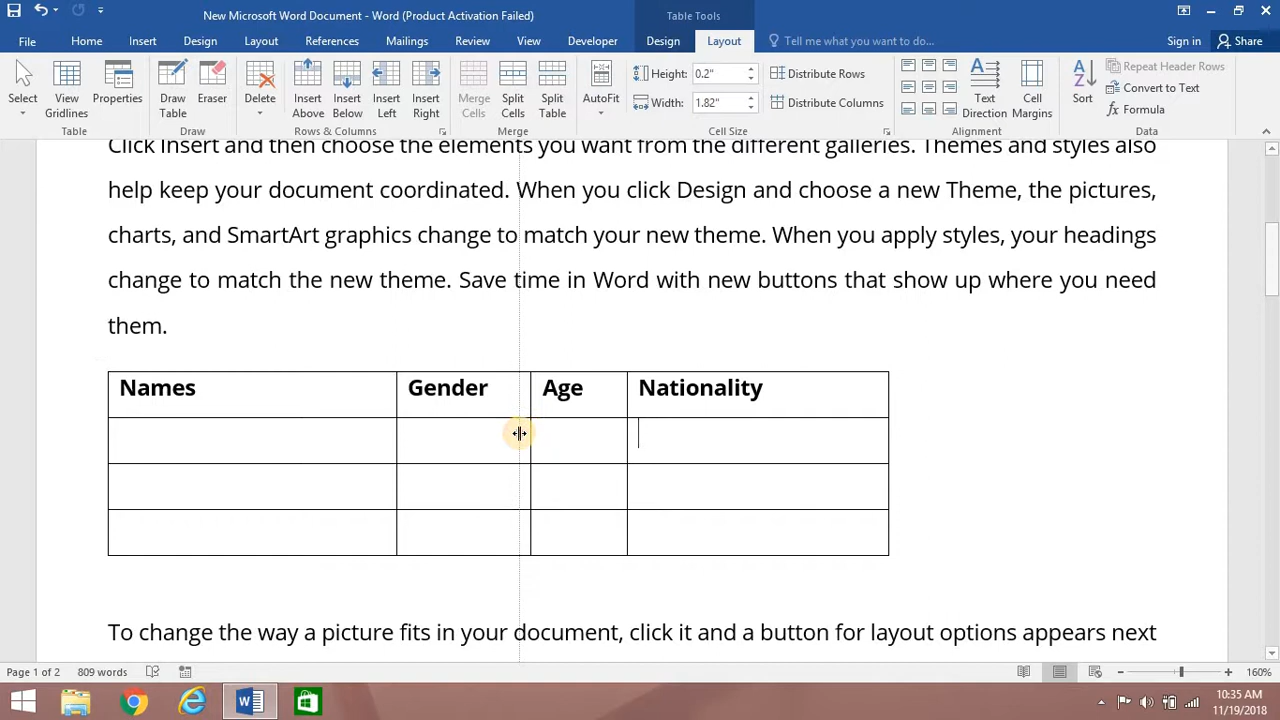 New Microsoft Word Document - Word (Product Activation Failed)
Table Tools
File Home Insert Design Layout References Mailings Review View Developer Design Layout Tell me what you want to do... Sign in Share
Select View Gridlines Properties
Table
Draw Table Eraser
Draw
Delete Insert Above Insert Below Insert Left Insert Right
Rows & Columns
Merge Cells Split Cells Split Table
Merge
AutoFit
Height: 0.2" Distribute Rows
Width: 1.82" Distribute Columns
Cell Size
Text Direction Cell Margins
Alignment
A Z Sort
Repeat Header Rows
Convert to Text
fx Formula
Data
Click Insert and then choose the elements you want from the different galleries. Themes and styles also
help keep your document coordinated. When you click Design and choose a new Theme, the pictures,
charts, and SmartArt graphics change to match your new theme. When you apply styles, your headings
change to match the new theme. Save time in Word with new buttons that show up where you need
them.
Names Gender Age Nationality
To change the way a picture fits in your document, click it and a button for layout options appears next
Page 1 of 2 809 words 160%
10:35 AM
11/19/2018